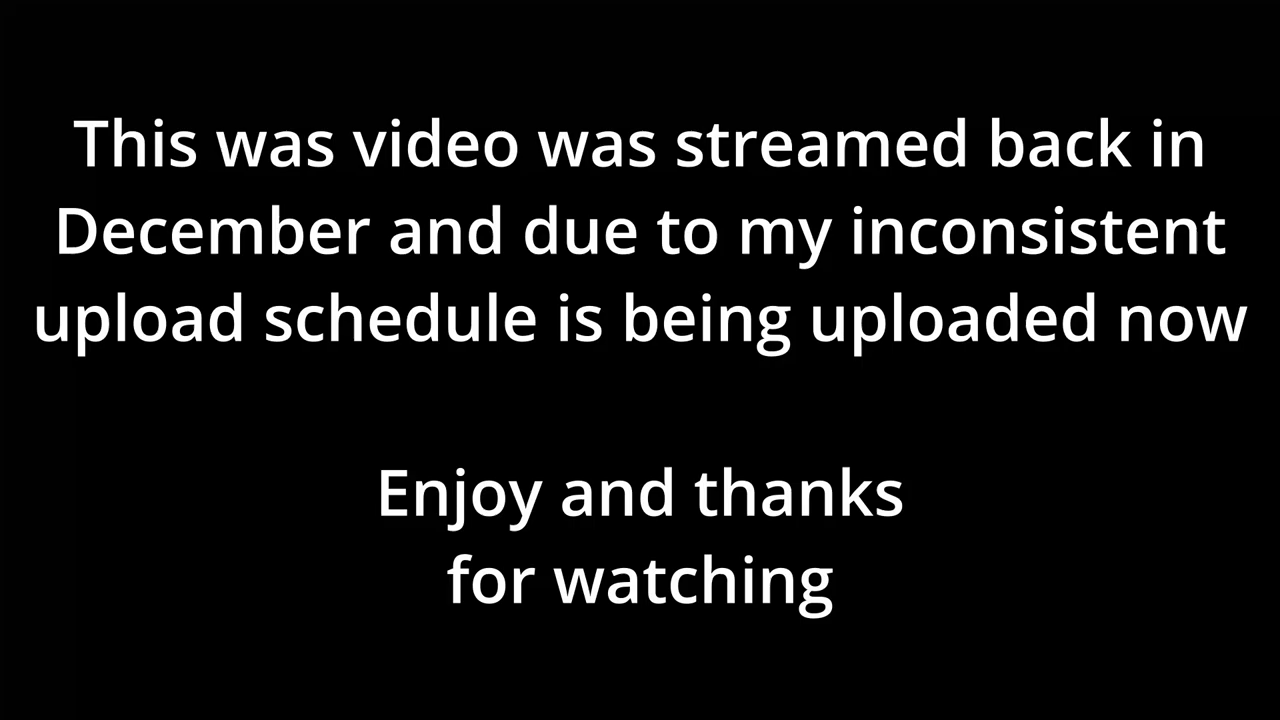 This was video was streamed back in
December and due to my inconsistent
upload schedule is being uploaded now
Enjoy and thanks
for watching